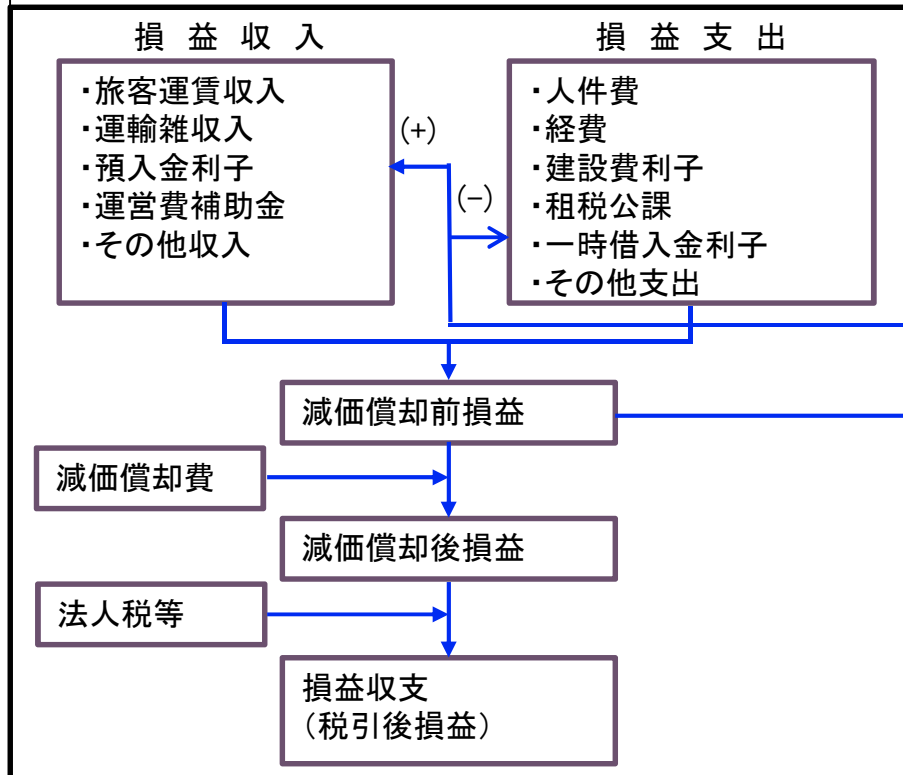 損益収入
・旅客運賃収入
・運輸雑収入
・預入金利子
・運営費補助金
・その他収入
(+)
(−)
損益支出
・人件費
・経費
・建設費利子
・租税公課
・一時借入金利子
・その他支出
減価償却前損益
減価償却費
減価償却後損益
法人税等
損益収支
(税引後損益)